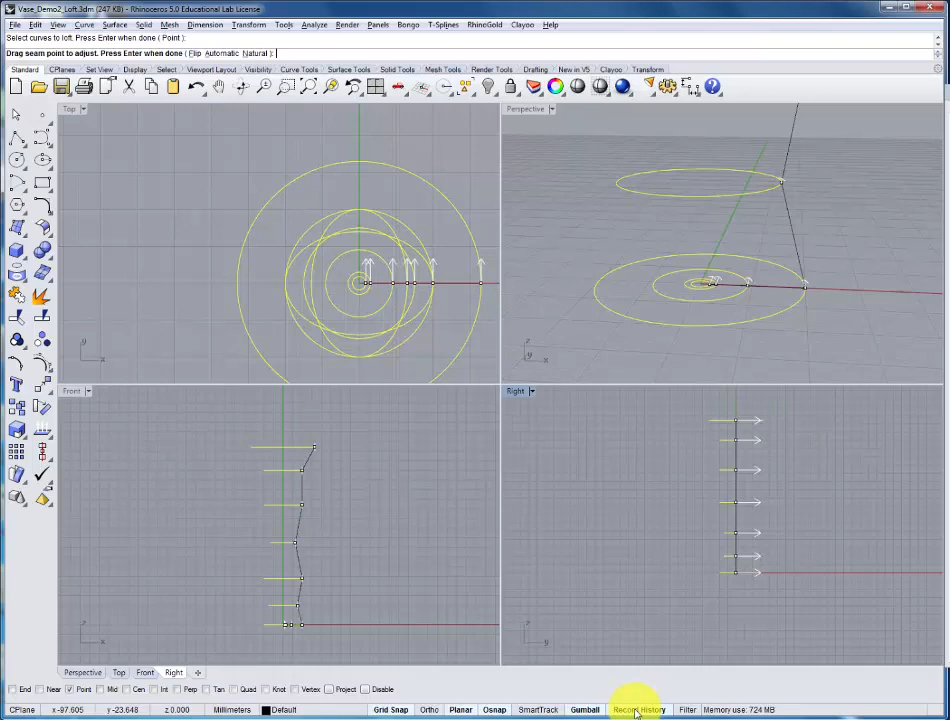 Vase_Demo2_Loft.3dm (247 KB) - Rhinoceros 5.0 Educational Lab License
File Edit View Curve Surface Solid Mesh Dimension Transform Tools Analyze Render Panels Bongo T-Splines RhinoGold Clayoo Help
Select curves to loft. Press Enter when done ( Point ):
Drag seam point to adjust. Press Enter when done ( Flip Automatic Natural ):
Standard CPlanes Set View Display Select Viewport Layout Visibility Curve Tools Surface Tools Solid Tools Mesh Tools Render Tools Drafting New in V5 Clayoo Transform
Top
Perspective
y
x
z
y
x
Front
Right
z
x
z
y
Perspective Top Front Right
End Near Point Mid Cen Int Perp Tan Quad Knot Vertex Project Disable
CPlane x -97.605 y -23.648 z 0.000 Millimeters Default Grid Snap Ortho Planar Osnap SmartTrack Gumball Record History Filter Memory use: 724 MB